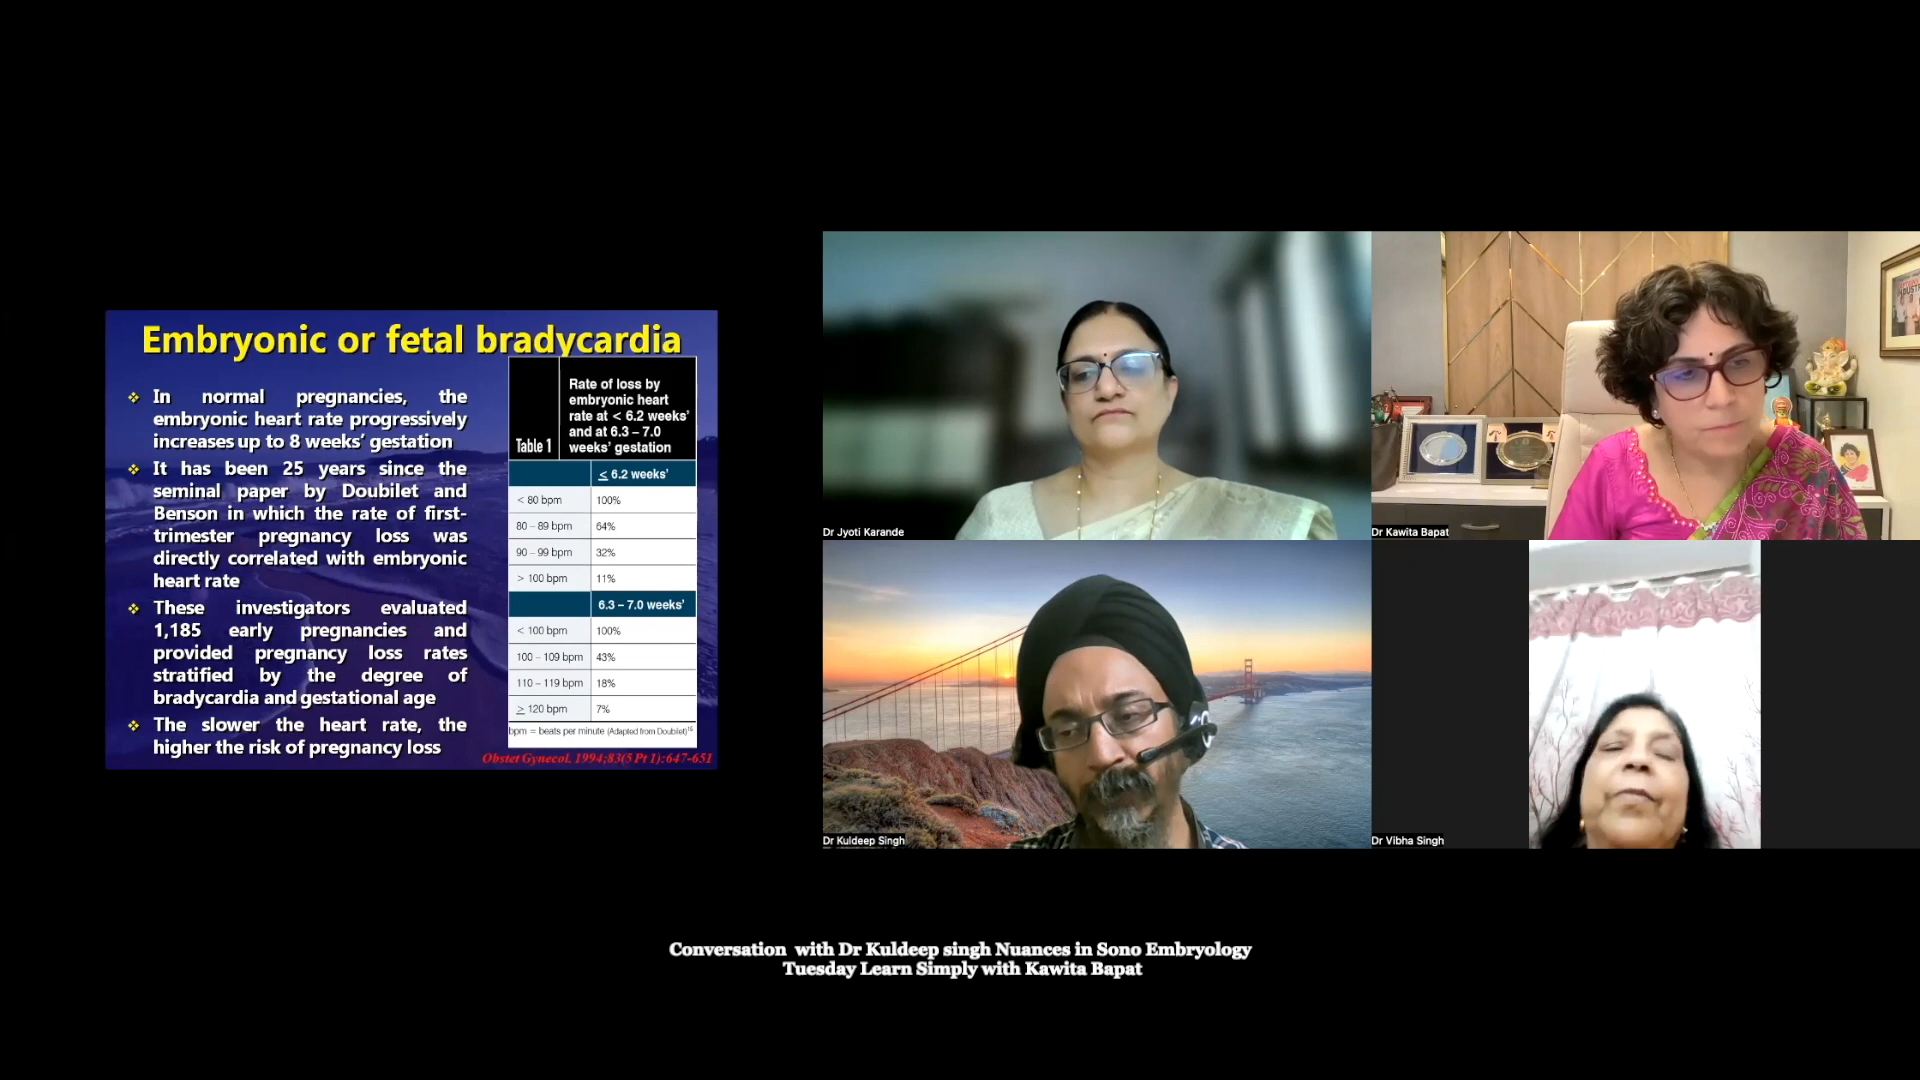 Embryonic or fetal bradycardia
❖ In normal pregnancies, the
embryonic heart rate progressively
increases up to 8 weeks' gestation
❖ It has been 25 years since the
seminal paper by Doubilet and
Benson in which the rate of first-
trimester pregnancy loss was
directly correlated with embryonic
heart rate
❖ These investigators evaluated
1,185 early pregnancies and
provided pregnancy loss rates
stratified by the degree of
bradycardia and gestational age
❖ The slower the heart rate, the
higher the risk of pregnancy loss
Table 1
Rate of loss by
embryonic heart
rate at < 6.2 weeks'
and at 6.3 – 7.0
weeks' gestation
≤ 6.2 weeks'
< 80 bpm 100%
80 – 89 bpm 64%
90 – 99 bpm 32%
> 100 bpm 11%
6.3 – 7.0 weeks'
< 100 bpm 100%
100 – 109 bpm 43%
110 – 119 bpm 18%
≥ 120 bpm 7%
bpm = beats per minute (Adapted from Doubilet)¹⁵
Obstet Gynecol. 1994;83(5 Pt 1):647-651
Dr Jyoti Karande
Dr Kawita Bapat
Dr Kuldeep Singh
Dr Vibha Singh
Conversation with Dr Kuldeep singh Nuances in Sono Embryology
Tuesday Learn Simply with Kawita Bapat